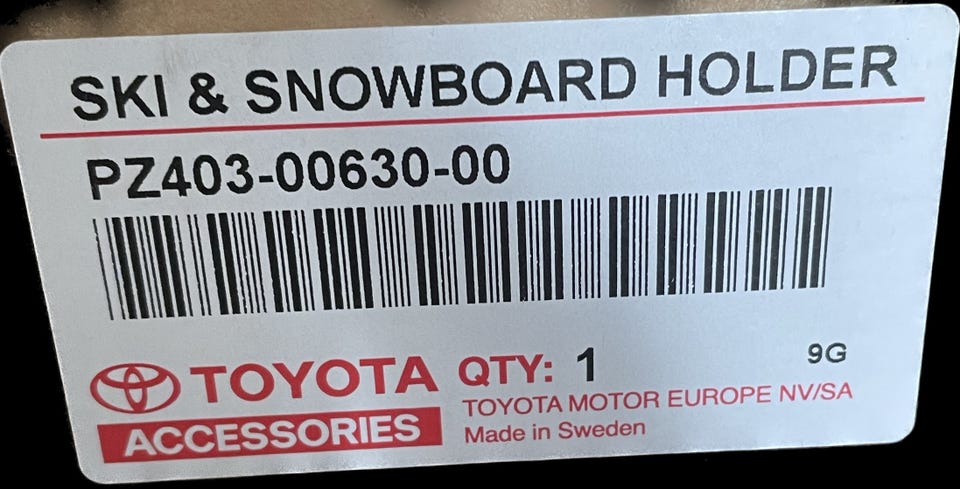 SKI & SNOWBOARD HOLDER
PZ403-00630-00
TOYOTA QTY: 1 9G
ACCESSORIES
TOYOTA MOTOR EUROPE NV/SA
Made in Sweden